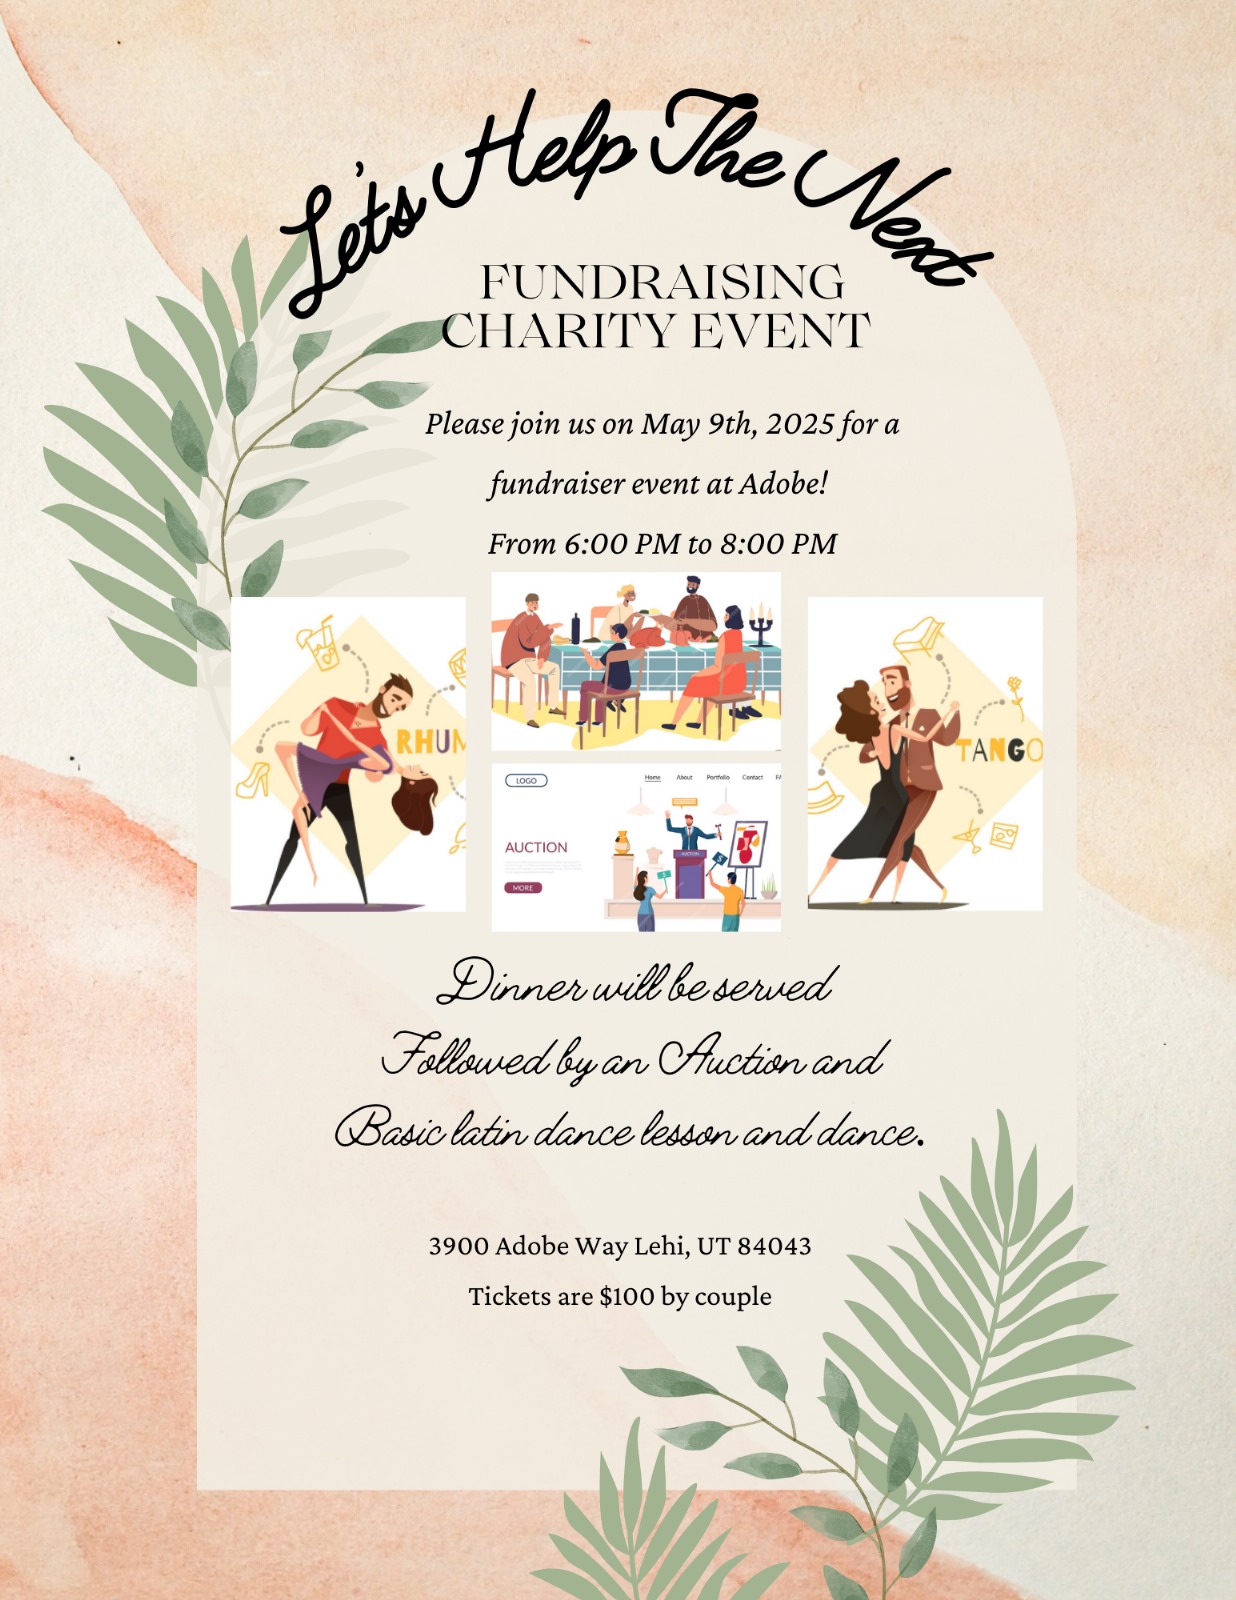 Let's Help The Next
FUNDRAISING
CHARITY EVENT
Please join us on May 9th, 2025 for a
fundraiser event at Adobe!
From 6:00 PM to 8:00 PM
RHUM
TANGO
LOGO
Home About Portfolio Contact FA
AUCTION
MORE
AUCTION
Dinner will be served
Followed by an Auction and
Basic latin dance lesson and dance.
3900 Adobe Way Lehi, UT 84043
Tickets are $100 by couple